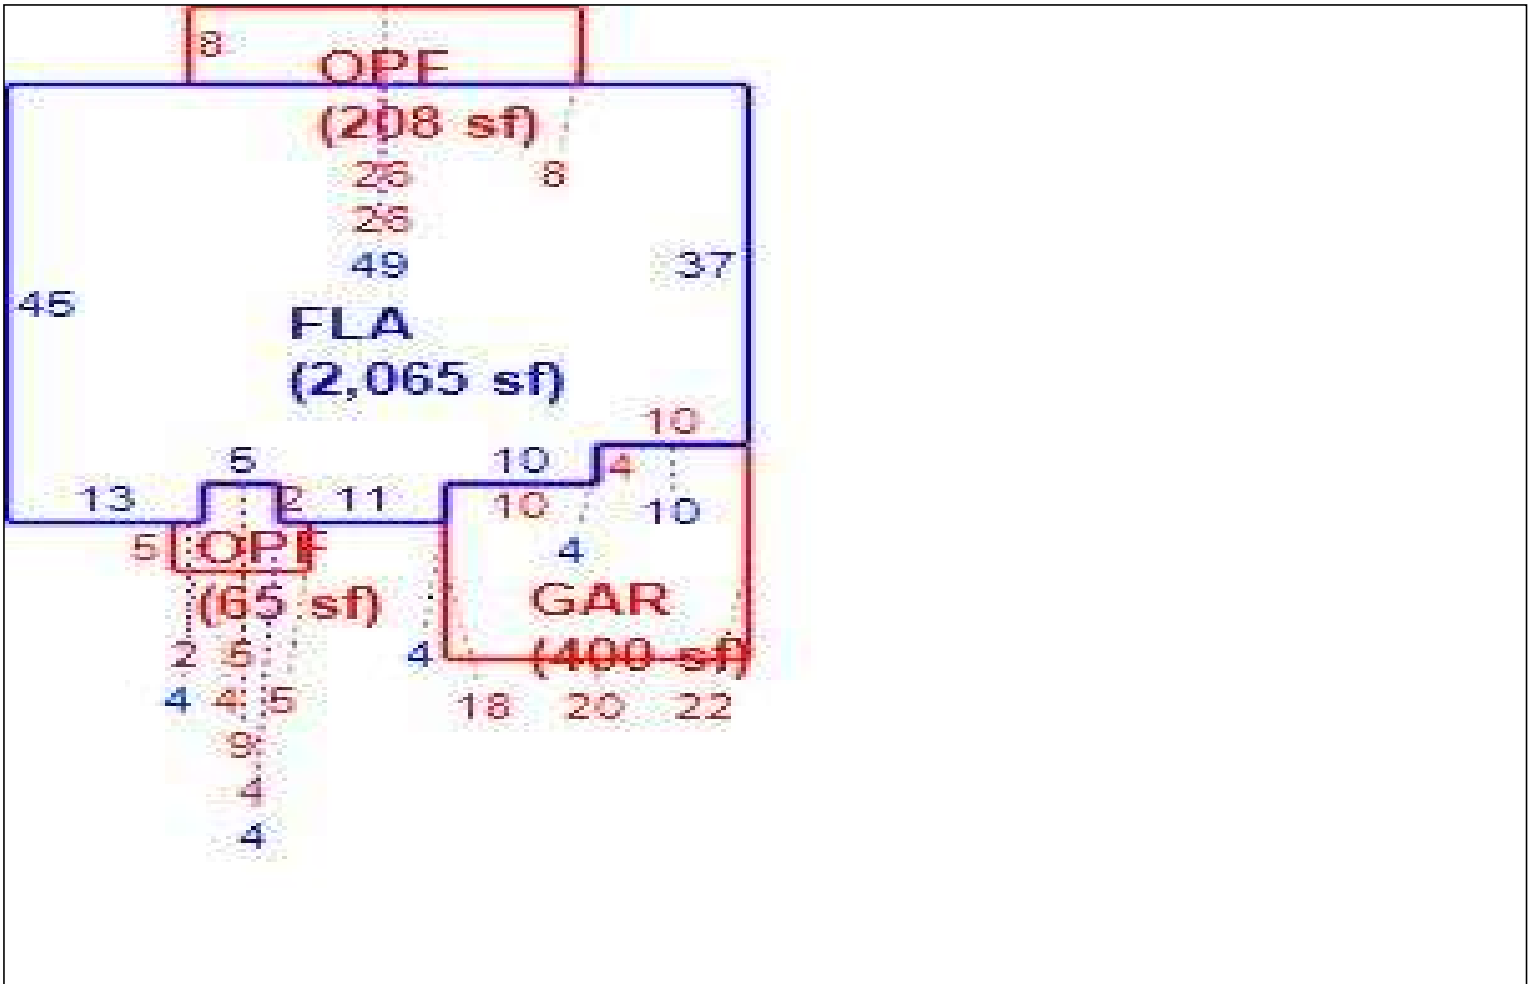 8
OPF
(208 sf)
26 8
26
49 37
45
FLA
(2,065 sf)
10
5 10 4
13 2 11 10 10
5 OPF 4
(65 sf) GAR
2 5 4 (400 sf)
4 4 5 18 20 22
9
4
4